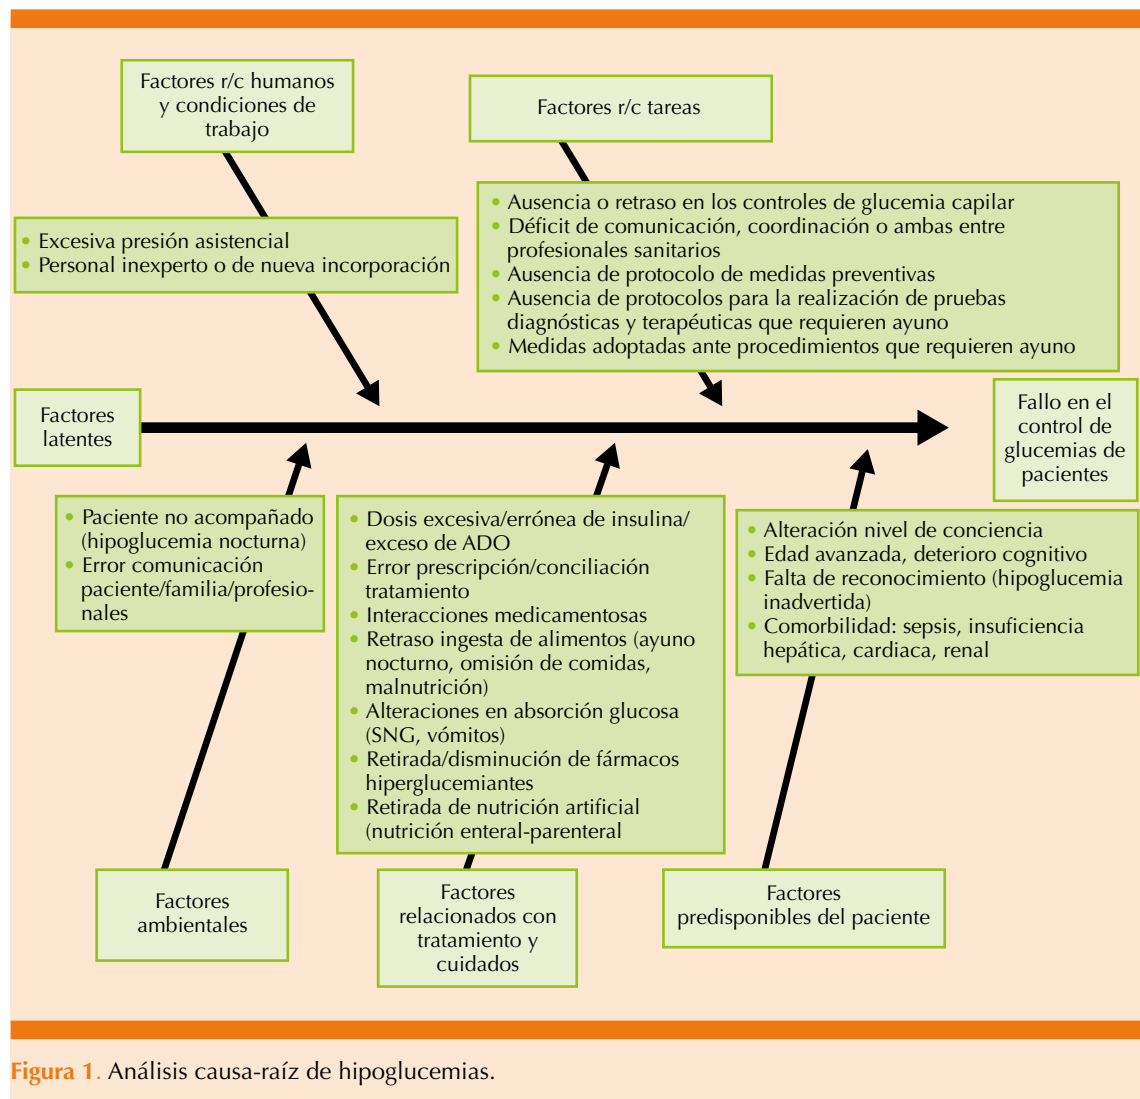 Factores r/c humanos
y condiciones de
trabajo
Factores r/c tareas
• Excesiva presión asistencial
• Personal inexperto o de nueva incorporación
• Ausencia o retraso en los controles de glucemia capilar
• Déficit de comunicación, coordinación o ambas entre
profesionales sanitarios
• Ausencia de protocolo de medidas preventivas
• Ausencia de protocolos para la realización de pruebas
diagnósticas y terapéuticas que requieren ayuno
• Medidas adoptadas ante procedimientos que requieren ayuno
Factores
latentes
Fallo en el
control de
glucemias de
pacientes
• Paciente no acompañado
(hipoglucemia nocturna)
• Error comunicación
paciente/familia/profesio-
nales
• Dosis excesiva/errónea de insulina/
exceso de ADO
• Error prescripción/conciliación
tratamiento
• Interacciones medicamentosas
• Retraso ingesta de alimentos (ayuno
nocturno, omisión de comidas,
malnutrición)
• Alteraciones en absorción glucosa
(SNG, vómitos)
• Retirada/disminución de fármacos
hiperglucemiantes
• Retirada de nutrición artificial
(nutrición enteral-parenteral
• Alteración nivel de conciencia
• Edad avanzada, deterioro cognitivo
• Falta de reconocimiento (hipoglucemia
inadvertida)
• Comorbilidad: sepsis, insuficiencia
hepática, cardiaca, renal
Factores
ambientales
Factores
relacionados con
tratamiento y
cuidados
Factores
predisponibles del paciente
Figura 1. Análisis causa-raíz de hipoglucemias.